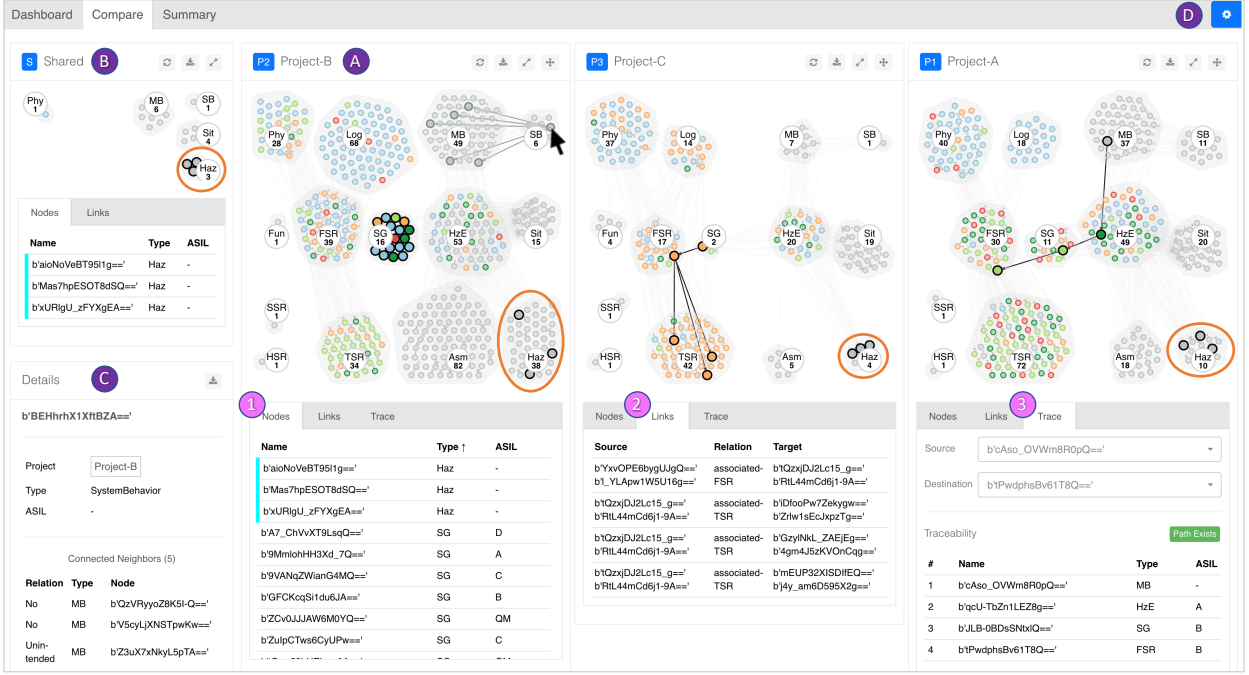 Dashboard Compare Summary
D
S Shared B
Phy
1
MB
6
SB
1
Sit
4
Haz
3
Nodes Links
Name Type ASIL
b'aioNoVeBT95l1g==' Haz -
b'Mas7hpESOT8dSQ==' Haz -
b'xURlgU_zFYXgEA==' Haz -
Details C
b'BEHhrhX1XftBZA=='
Project Project-B
Type SystemBehavior
ASIL -
Connected Neighbors (5)
Relation Type Node
No MB b'QzVRyyoZ8K5I-Q=='
No MB b'V5cyLjXNSTpwKw=='
Unin-
tended MB b'Z3uX7xNkyL5pTA=='
P2 Project-B A
Phy
28
Log
68
MB
49
SB
6
Fun
1
FSR
39
SG
16
HzE
53
Sit
15
SSR
1
HSR
1
TSR
34
Asm
82
Haz
38
1
Nodes Links Trace
Name Type ↑ ASIL
b'aioNoVeBT95l1g==' Haz -
b'Mas7hpESOT8dSQ==' Haz -
b'xURlgU_zFYXgEA==' Haz -
b'A7_ChVvXT9LsqQ==' SG D
b'9MmlohHH3Xd_7Q==' SG A
b'9VANqZWianG4MQ==' SG C
b'GFCKcqSi1du6JA==' SG B
b'ZCv0JJJAW6M0YQ==' SG QM
b'ZulpCTws6CyUPw==' SG C
P3 Project-C
Phy
37
Log
14
MB
7
SB
1
Fun
4
FSR
17
SG
2
HzE
20
Sit
19
SSR
1
HSR
1
TSR
42
Asm
5
Haz
4
2
Nodes Links Trace
Source Relation Target
b'YxvOPE6bygUJgQ==' associated- b'tQzxjDJ2Lc15_g=='
b'l_YLApw1W5U16g==' FSR b'RtL44mCd6j1-9A=='
b'tQzxjDJ2Lc15_g==' associated- b'iDfooPw7Zekygw=='
b'RtL44mCd6j1-9A==' TSR b'Zrlw1sEcJxpzTg=='
b'tQzxjDJ2Lc15_g==' associated- b'GzylNkL_ZAEjEg=='
b'RtL44mCd6j1-9A==' TSR b'4gm4J5zKVOnCqg=='
b'tQzxjDJ2Lc15_g==' associated- b'mEUP32XISDIfEQ=='
b'RtL44mCd6j1-9A==' TSR b'j4y_am6D595X2g=='
P1 Project-A
Phy
40
Log
18
MB
37
SB
11
Fun
1
FSR
30
SG
11
HzE
49
Sit
20
SSR
1
HSR
1
TSR
72
Asm
18
Haz
10
3
Nodes Links Trace
Source b'cAso_OVWm8R0pQ=='
Destination b'tPwdphsBv61T8Q=='
Traceability Path Exists
# Name Type ASIL
1 b'cAso_OVWm8R0pQ==' MB -
2 b'qcU-TbZn1LEZ8g==' HzE A
3 b'JLB-0BDsSNtxlQ==' SG B
4 b'tPwdphsBv61T8Q==' FSR B